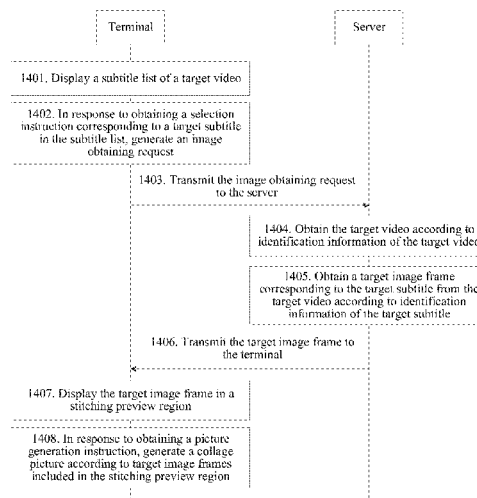 Terminal
Server
1401. Display a subtitle list of a target video
1402. In response to obtaining a selection
instruction corresponding to a target subtitle
in the subtitle list, generate an image
obtaining request
1403. Transmit the image obtaining request
to the server
1404. Obtain the target video according to
identification information of the target video
1405. Obtain a target image frame
corresponding to the target subtitle from the
target video according to identification
information of the target subtitle
1406. Transmit the target image frame to
the terminal
1407. Display the target image frame in a
stitching preview region
1408. In response to obtaining a picture
generation instruction, generate a collage
picture according to target image frames
included in the stitching preview region